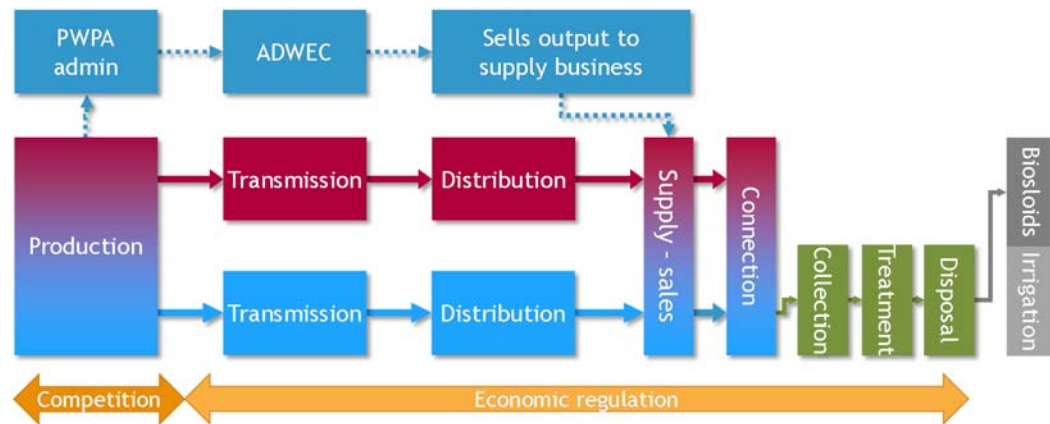 PWPA
admin
ADWEC
Sells output to
supply business
Production
Transmission
Distribution
Transmission
Distribution
Supply - sales
Connection
Collection
Treatment
Disposal
Biosloids
Irrigation
Competition
Economic regulation